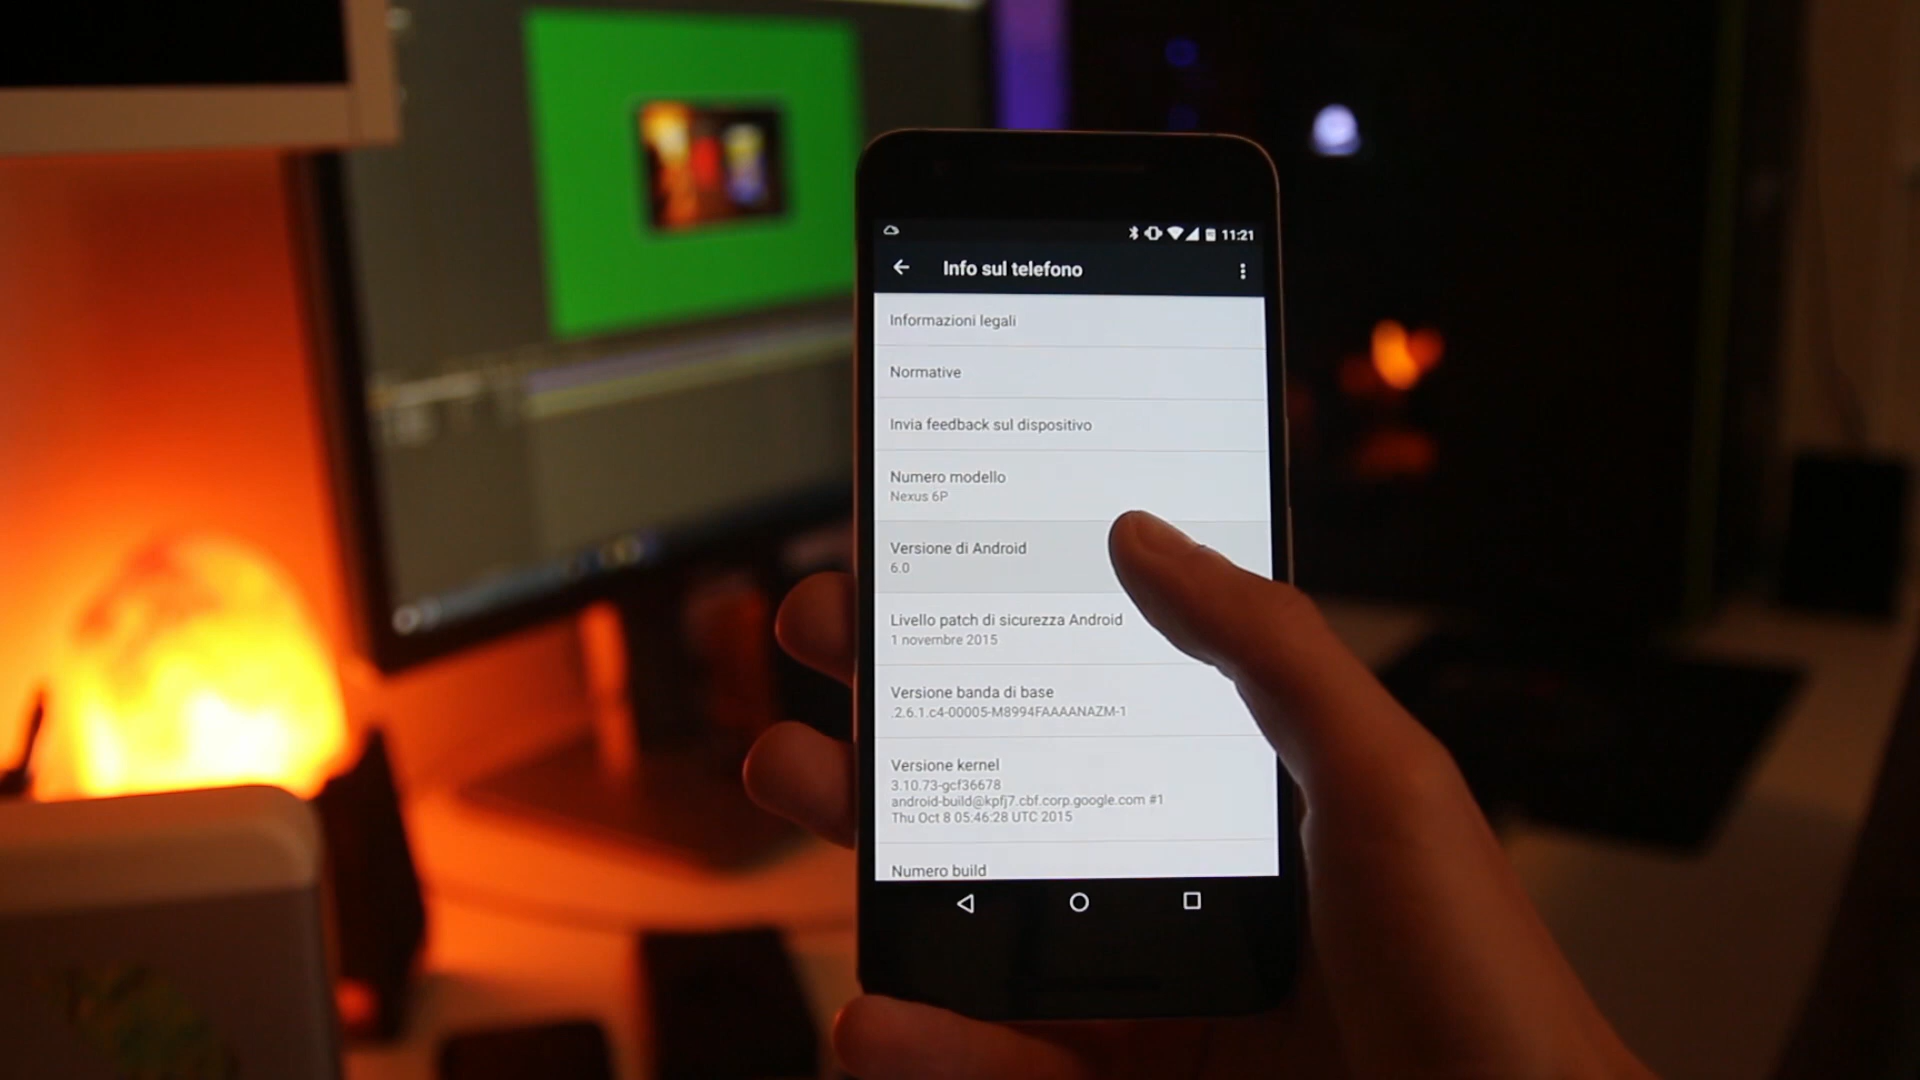 11:21
Info sul telefono
Informazioni legali
Normative
Invia feedback sul dispositivo
Numero modello
Nexus 6P
Versione di Android
6.0
Livello patch di sicurezza Android
1 novembre 2015
Versione banda di base
.2.6.1.c4-00005-M8994FAAAANAZM-1
Versione kernel
3.10.73-gcf36678
android-build@kpfj7.cbf.corp.google.com #1
Thu Oct 8 05:46:28 UTC 2015
Numero build